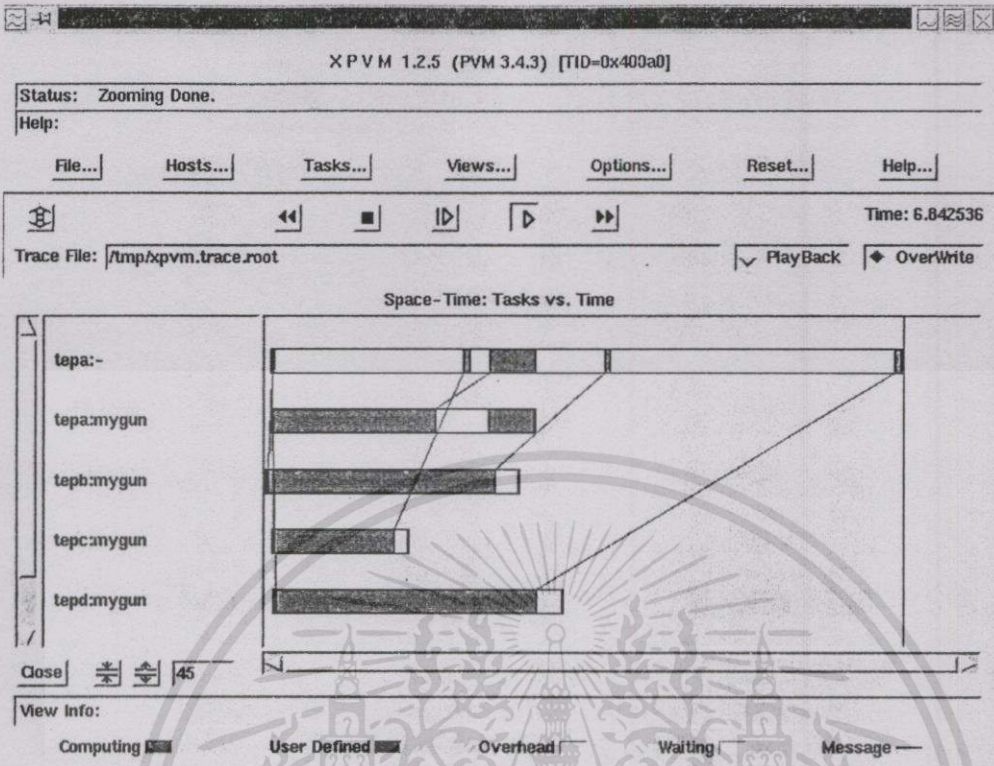 X P V M 1.2.5 (PVM 3.4.3) [TID=0x400a0]
Status: Zooming Done.
Help:
File... Hosts... Tasks... Views... Options... Reset... Help...
Time: 6.842536
Trace File: /tmp/xpvm.trace.root PlayBack OverWrite
Space-Time: Tasks vs. Time
tepa:-
tepa:mygun
tepb:mygun
tepc:mygun
tepd:mygun
Close 45
View Info:
Computing User Defined Overhead Waiting Message